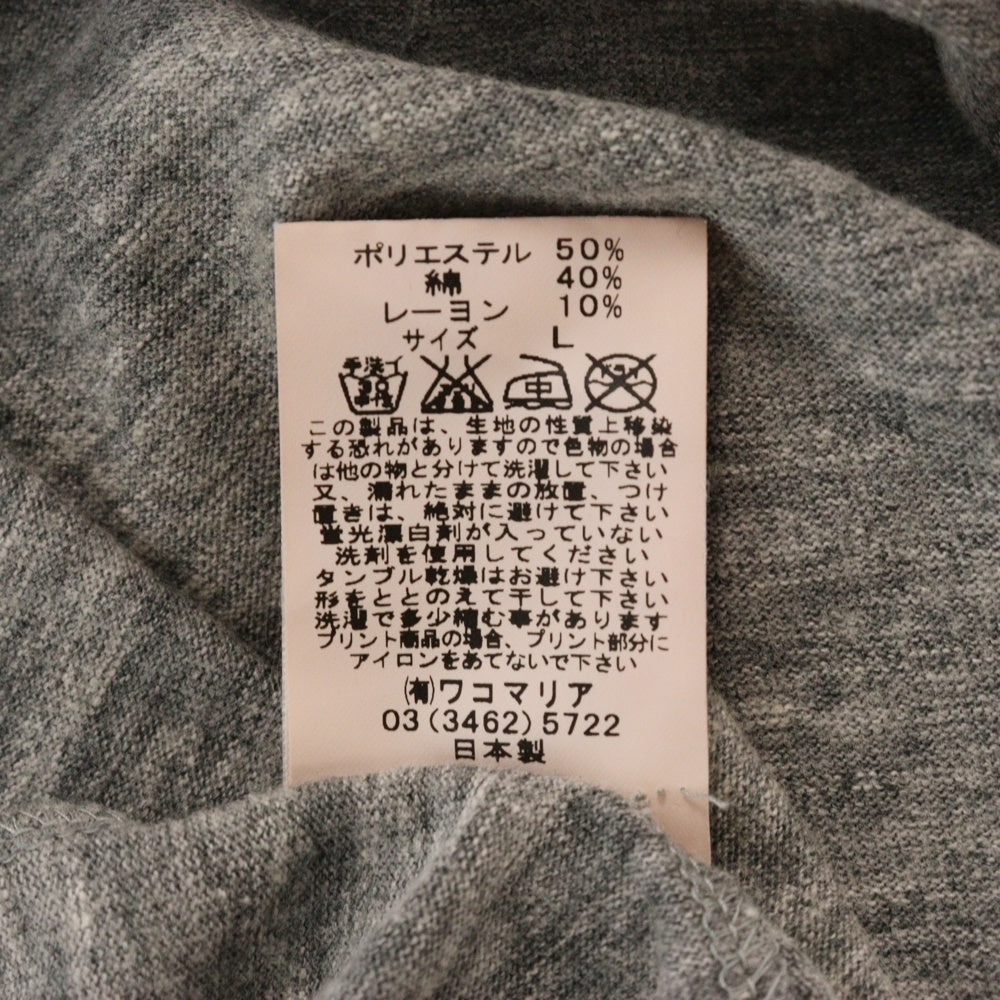 ポリエステル 50%
綿 40%
レーヨン 10%
サイズ L
手洗イ
30
中
この製品は、生地の性質上移染
する恐れがありますので色物の場合
は他の物と分けて洗濯して下さい
又、濡れたままの放置、つけ
置きは、絶対に避けて下さい
蛍光漂白剤が入っていない
洗剤を使用してください
タンブル乾燥はお避け下さい
形をととのえて干して下さい
洗濯で多少縮む事があります
プリント商品の場合、プリント部分に
アイロンをあてないで下さい
㈲ワコマリア
03(3462)5722
日本製